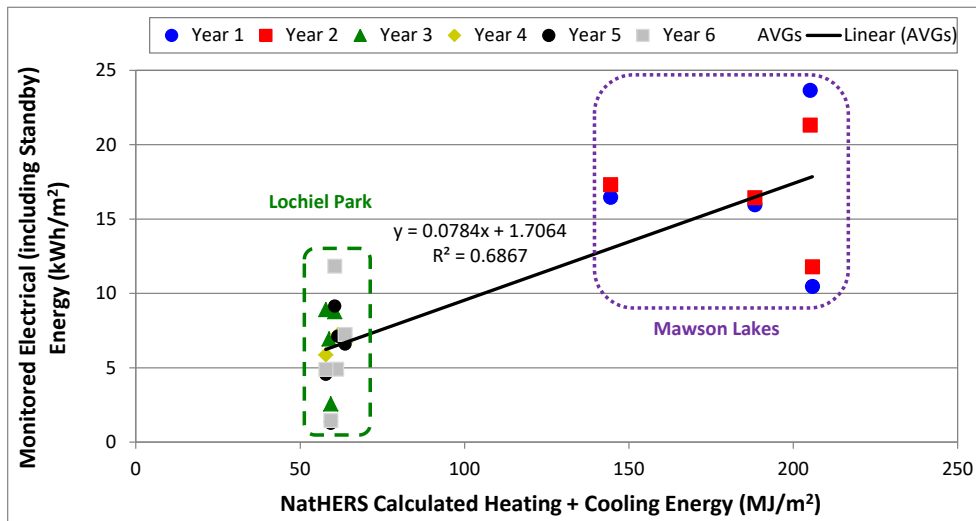 Year 1 Year 2 Year 3 Year 4 Year 5 Year 6 AVGs Linear (AVGs)
Monitored Electrical (including Standby)
Energy (kWh/m²)
25
20
15
10
5
0
Lochiel Park
y = 0.0784x + 1.7064
R² = 0.6867
Mawson Lakes
0 50 100 150 200 250
NatHERS Calculated Heating + Cooling Energy (MJ/m²)